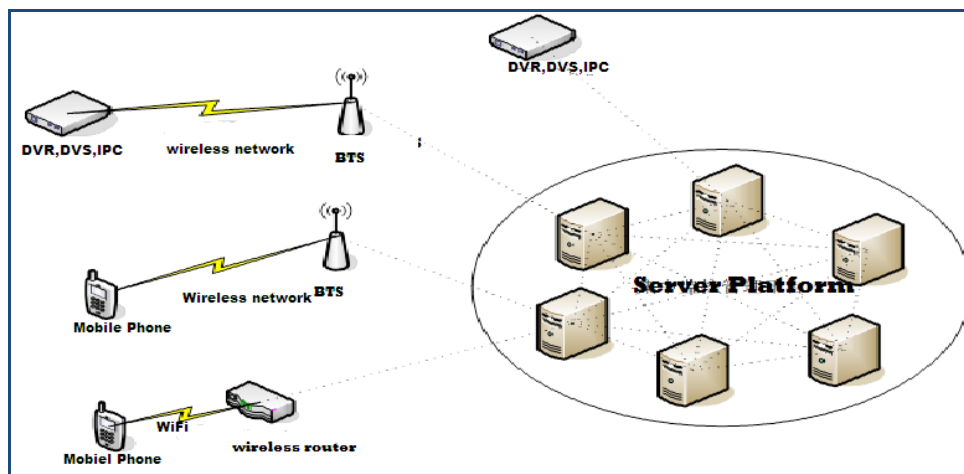 DVR,DVS,IPC
DVR,DVS,IPC
wireless network
BTS
Server Platform
Wireless network
BTS
Mobile Phone
WiFi
wireless router
Mobiel Phone